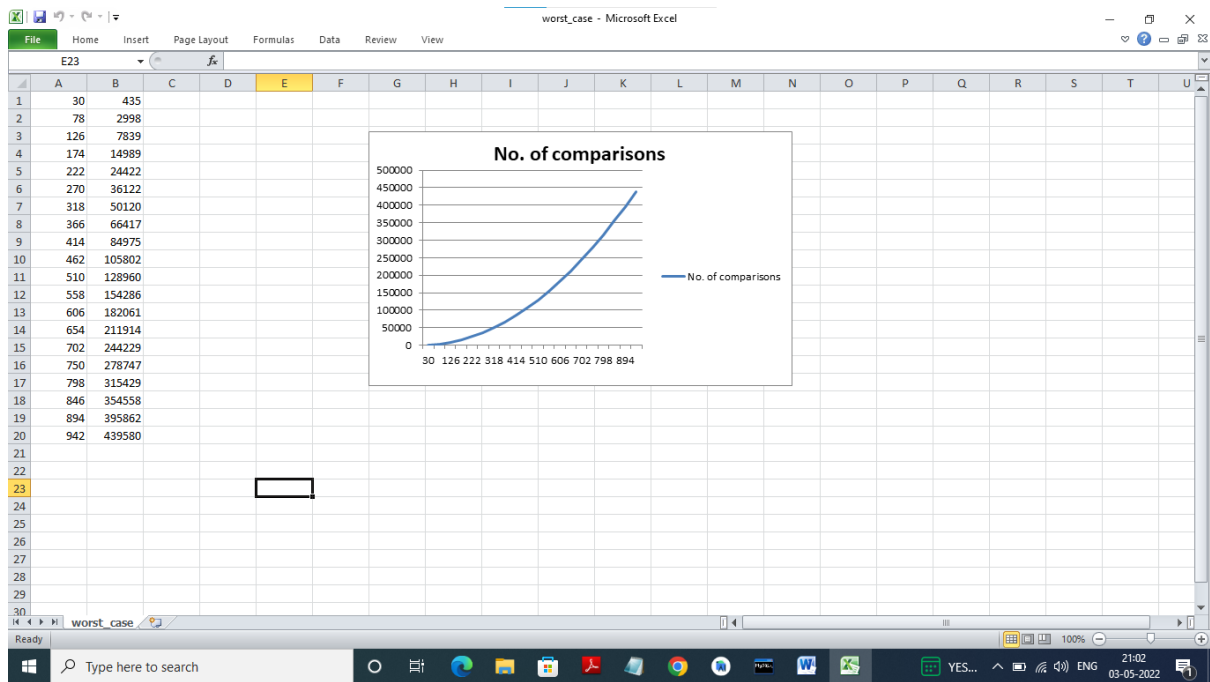 worst_case - Microsoft Excel
File Home Insert Page Layout Formulas Data Review View
E23 fx
A B C D E F G H I J K L M N O P Q R S T U
1 30 435
2 78 2998
3 126 7839
4 174 14989
5 222 24422
6 270 36122
7 318 50120
8 366 66417
9 414 84975
10 462 105802
11 510 128960
12 558 154286
13 606 182061
14 654 211914
15 702 244229
16 750 278747
17 798 315429
18 846 354558
19 894 395862
20 942 439580
21
22
23
24
25
26
27
28
29
30
No. of comparisons
500000
450000
400000
350000
300000
250000
200000
150000
100000
50000
0
30 126 222 318 414 510 606 702 798 894
No. of comparisons
worst_case
Ready 100%
Type here to search YES... ENG 21:02
03-05-2022